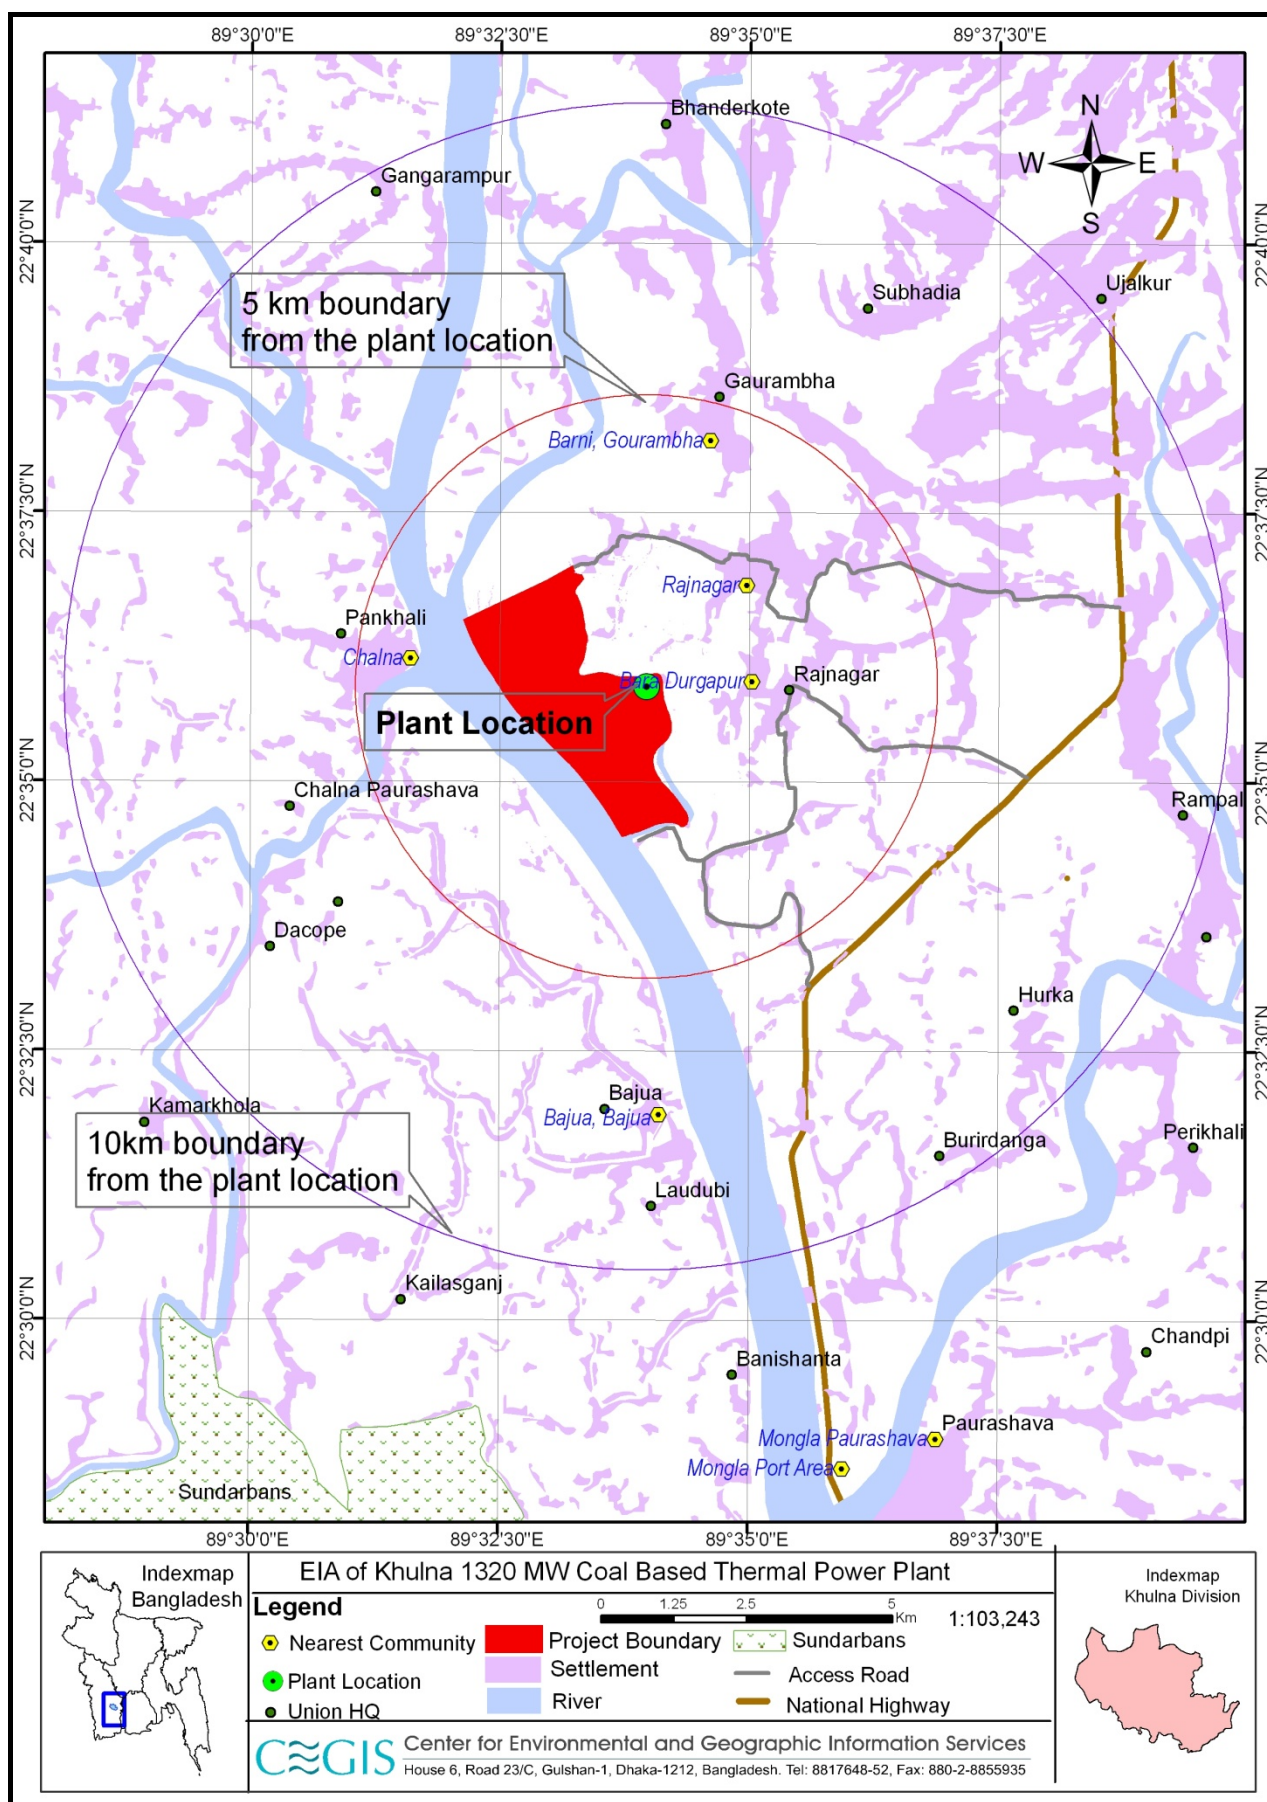 89°30'0"E
89°32'30"E
89°35'0"E
89°37'30"E
Bhanderkote
N
W
E
S
Gangarampur
22°40'0"N
22°40'0"N
5 km boundary
from the plant location
Subhadia
Ujalkur
Gaurambha
Barni, Gourambha
22°37'30"N
22°37'30"N
Rajnagar
Pankhali
Chalna
Bara Durgapur
Rajnagar
Plant Location
22°35'0"N
22°35'0"N
Chalna Paurashava
Rampal
Dacope
Hurka
22°32'30"N
22°32'30"N
Kamarkhola
Bajua
Bajua, Bajua
10km boundary
from the plant location
Burirdanga
Perikhali
Laudubi
Kailasganj
22°30'0"N
22°30'0"N
Chandpi
Banishanta
Paurashava
Mongla Paurashava
Mongla Port Area
Sundarbans
89°30'0"E
89°32'30"E
89°35'0"E
89°37'30"E
Indexmap
Bangladesh
EIA of Khulna 1320 MW Coal Based Thermal Power Plant
Legend
0 1.25 2.5 5
Km
1:103,243
Nearest Community
Project Boundary
Sundarbans
Plant Location
Settlement
Access Road
Union HQ
River
National Highway
CEGIS
Center for Environmental and Geographic Information Services
House 6, Road 23/C, Gulshan-1, Dhaka-1212, Bangladesh. Tel: 8817648-52, Fax: 880-2-8855935
Indexmap
Khulna Division